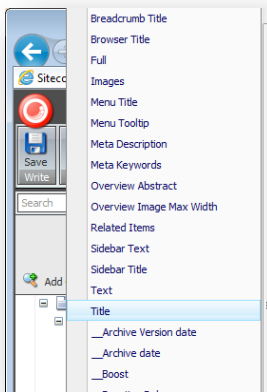 Breadcrumb Title
Browser Title
Full
Images
Menu Title
Menu Tooltip
Meta Description
Meta Keywords
Overview Abstract
Overview Image Max Width
Related Items
Sidebar Text
Sidebar Title
Text
Title
__Archive Version date
__Archive date
__Boost
Sitecc
Save
Write
Search
Add